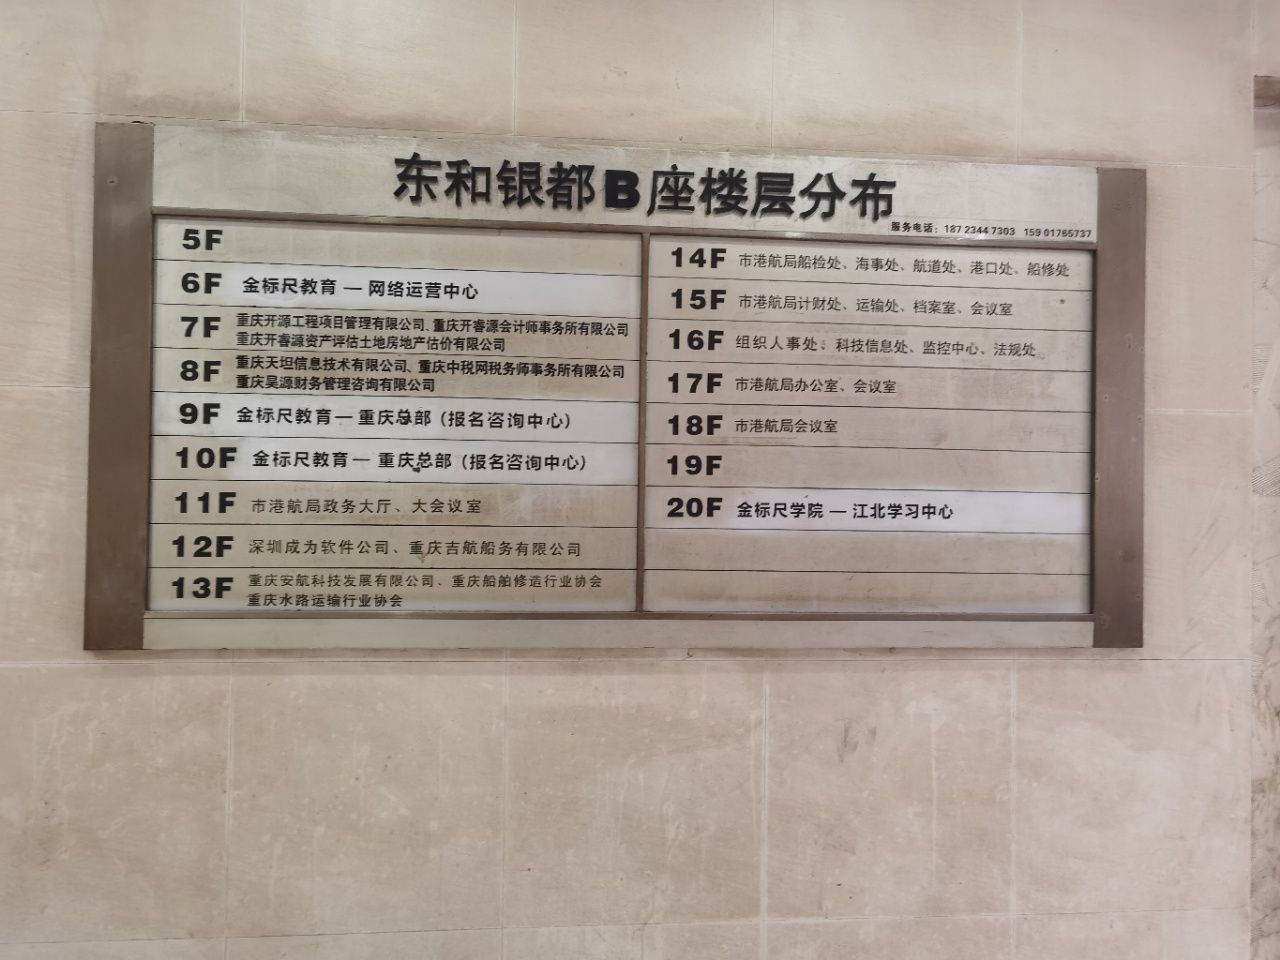 东和银都B座楼层分布
服务电话：18723447303 15901765737
5F
6F 金标尺教育 — 网络运营中心
7F 重庆开源工程项目管理有限公司、重庆开睿源会计师事务所有限公司
重庆开睿源资产评估土地房地产估价有限公司
8F 重庆天坦信息技术有限公司、重庆中税网税务师事务所有限公司
重庆昊源财务管理咨询有限公司
9F 金标尺教育 — 重庆总部（报名咨询中心）
10F 金标尺教育 — 重庆总部（报名咨询中心）
11F 市港航局政务大厅、大会议室
12F 深圳成为软件公司、重庆吉航船务有限公司
13F 重庆安航科技发展有限公司、重庆船舶修造行业协会
重庆水路运输行业协会
14F 市港航局船检处、海事处、航道处、港口处、船修处
15F 市港航局计财处、运输处、档案室、会议室
16F 组织人事处、科技信息处、监控中心、法规处
17F 市港航局办公室、会议室
18F 市港航局会议室
19F
20F 金标尺学院 — 江北学习中心